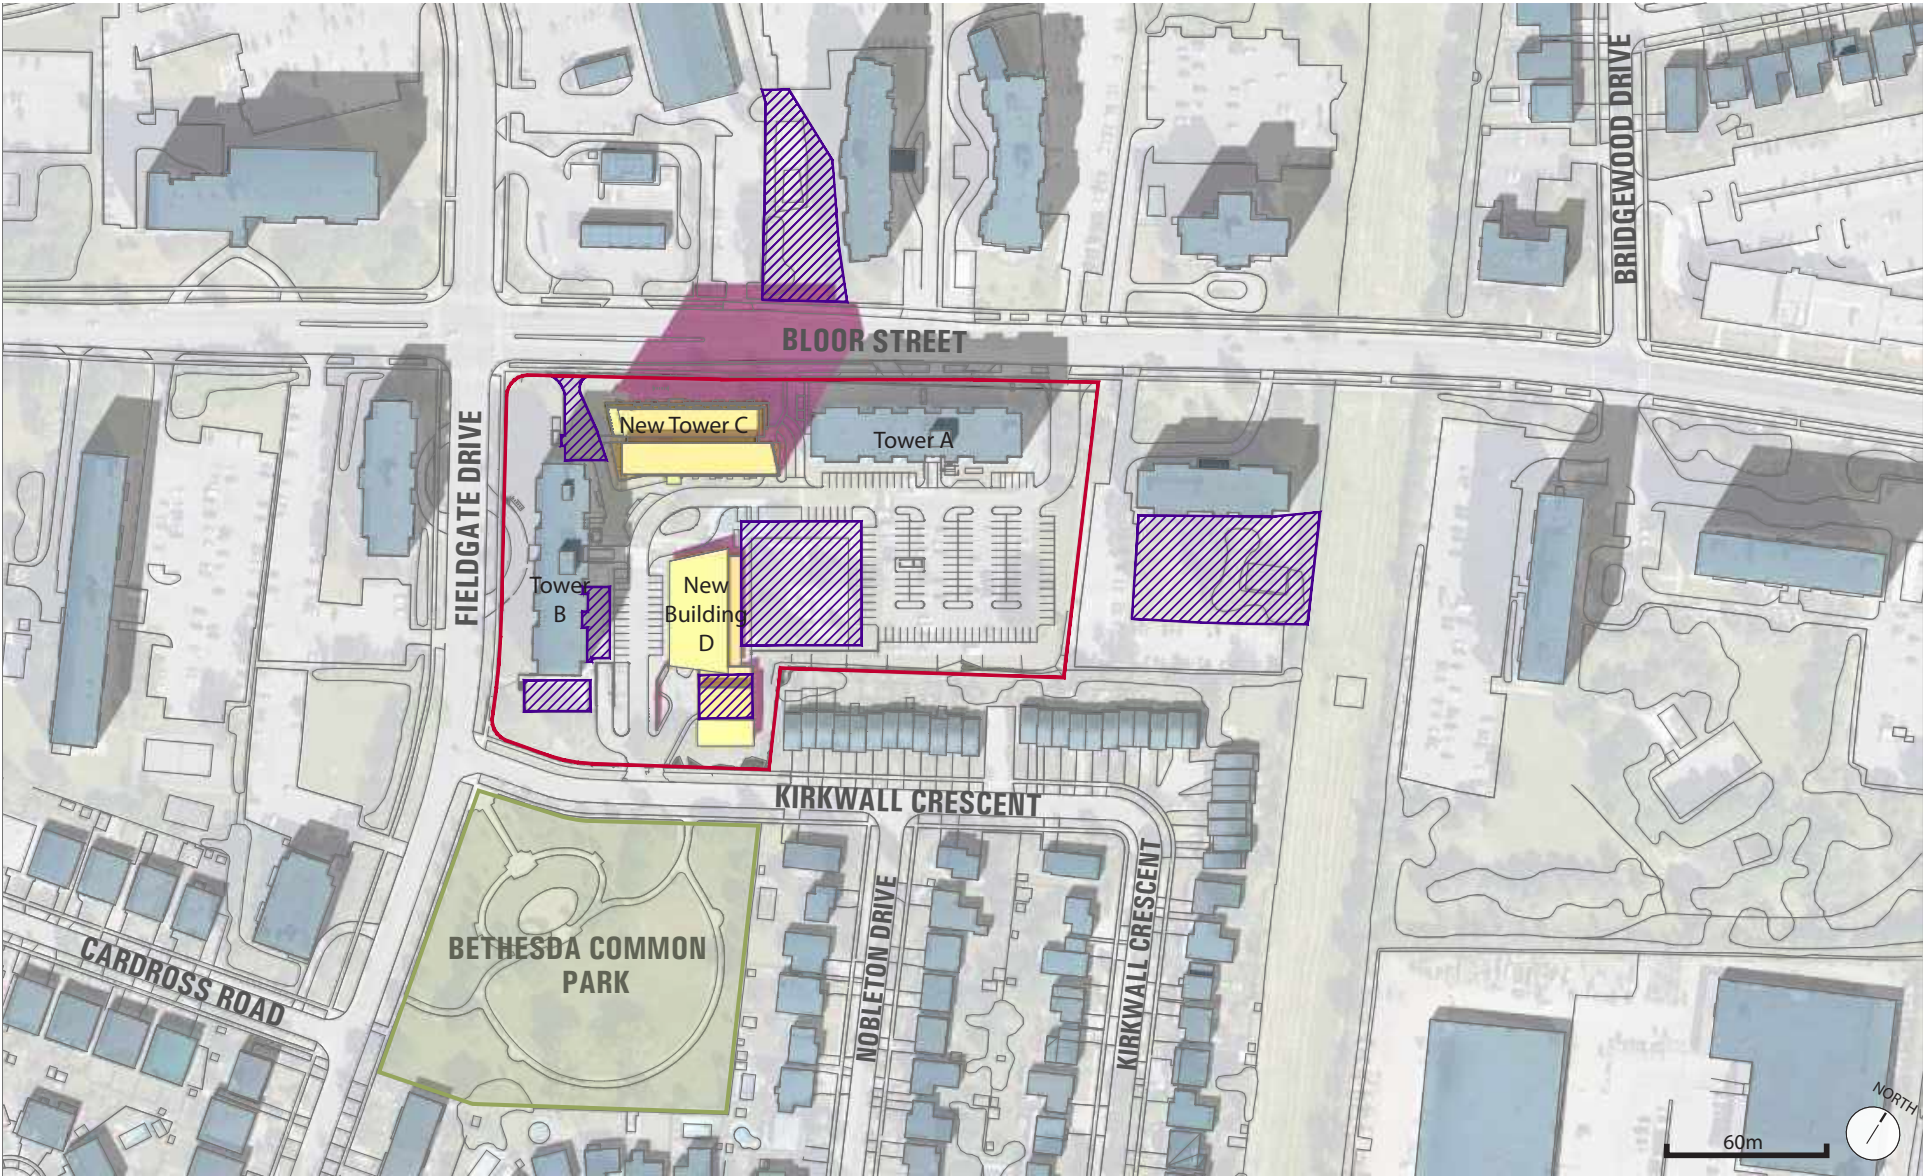 BRIDGEWOOD DRIVE
BLOOR STREET
FIELDGATE DRIVE
New Tower C
Tower A
Tower
B
New
Building
D
KIRKWALL CRESCENT
KIRKWALL CRESCENT
NOBLETON DRIVE
BETHESDA COMMON
PARK
CARDROSS ROAD
NORTH
60m